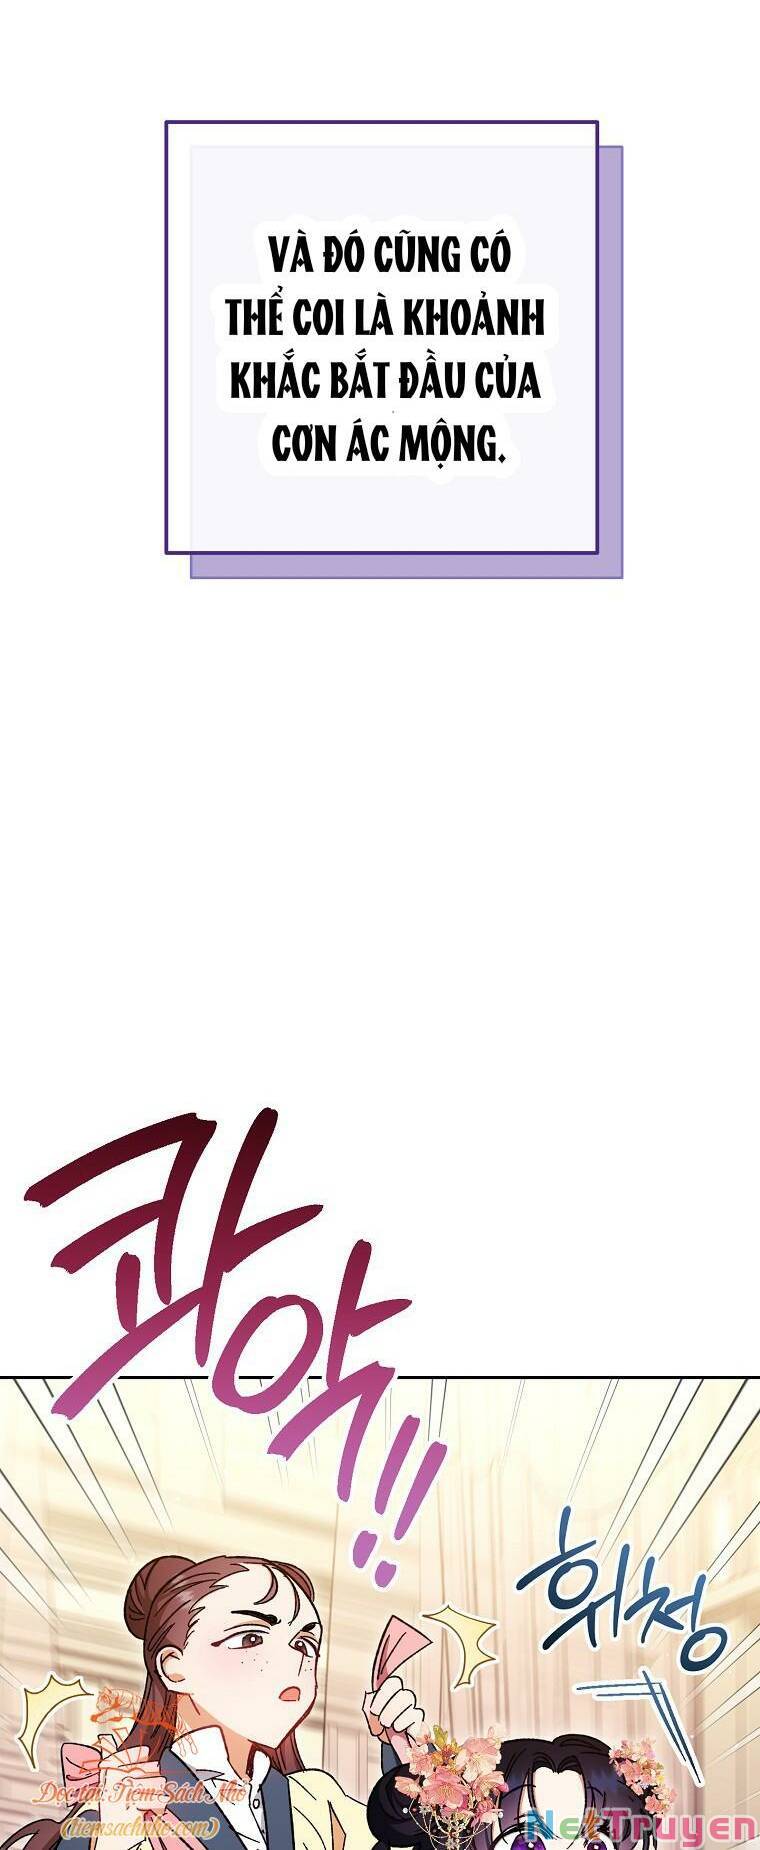 VÀ ĐÓ CŨNG CÓ
THỂ COI LÀ KHOẢNH
KHẮC BẮT ĐẦU CỦA
CƠN ÁC MỘNG.
콰악!!
휘청
Đọc tại Tiệm Sách Nhỏ
(tiemsachnho.com)
NetTruyen